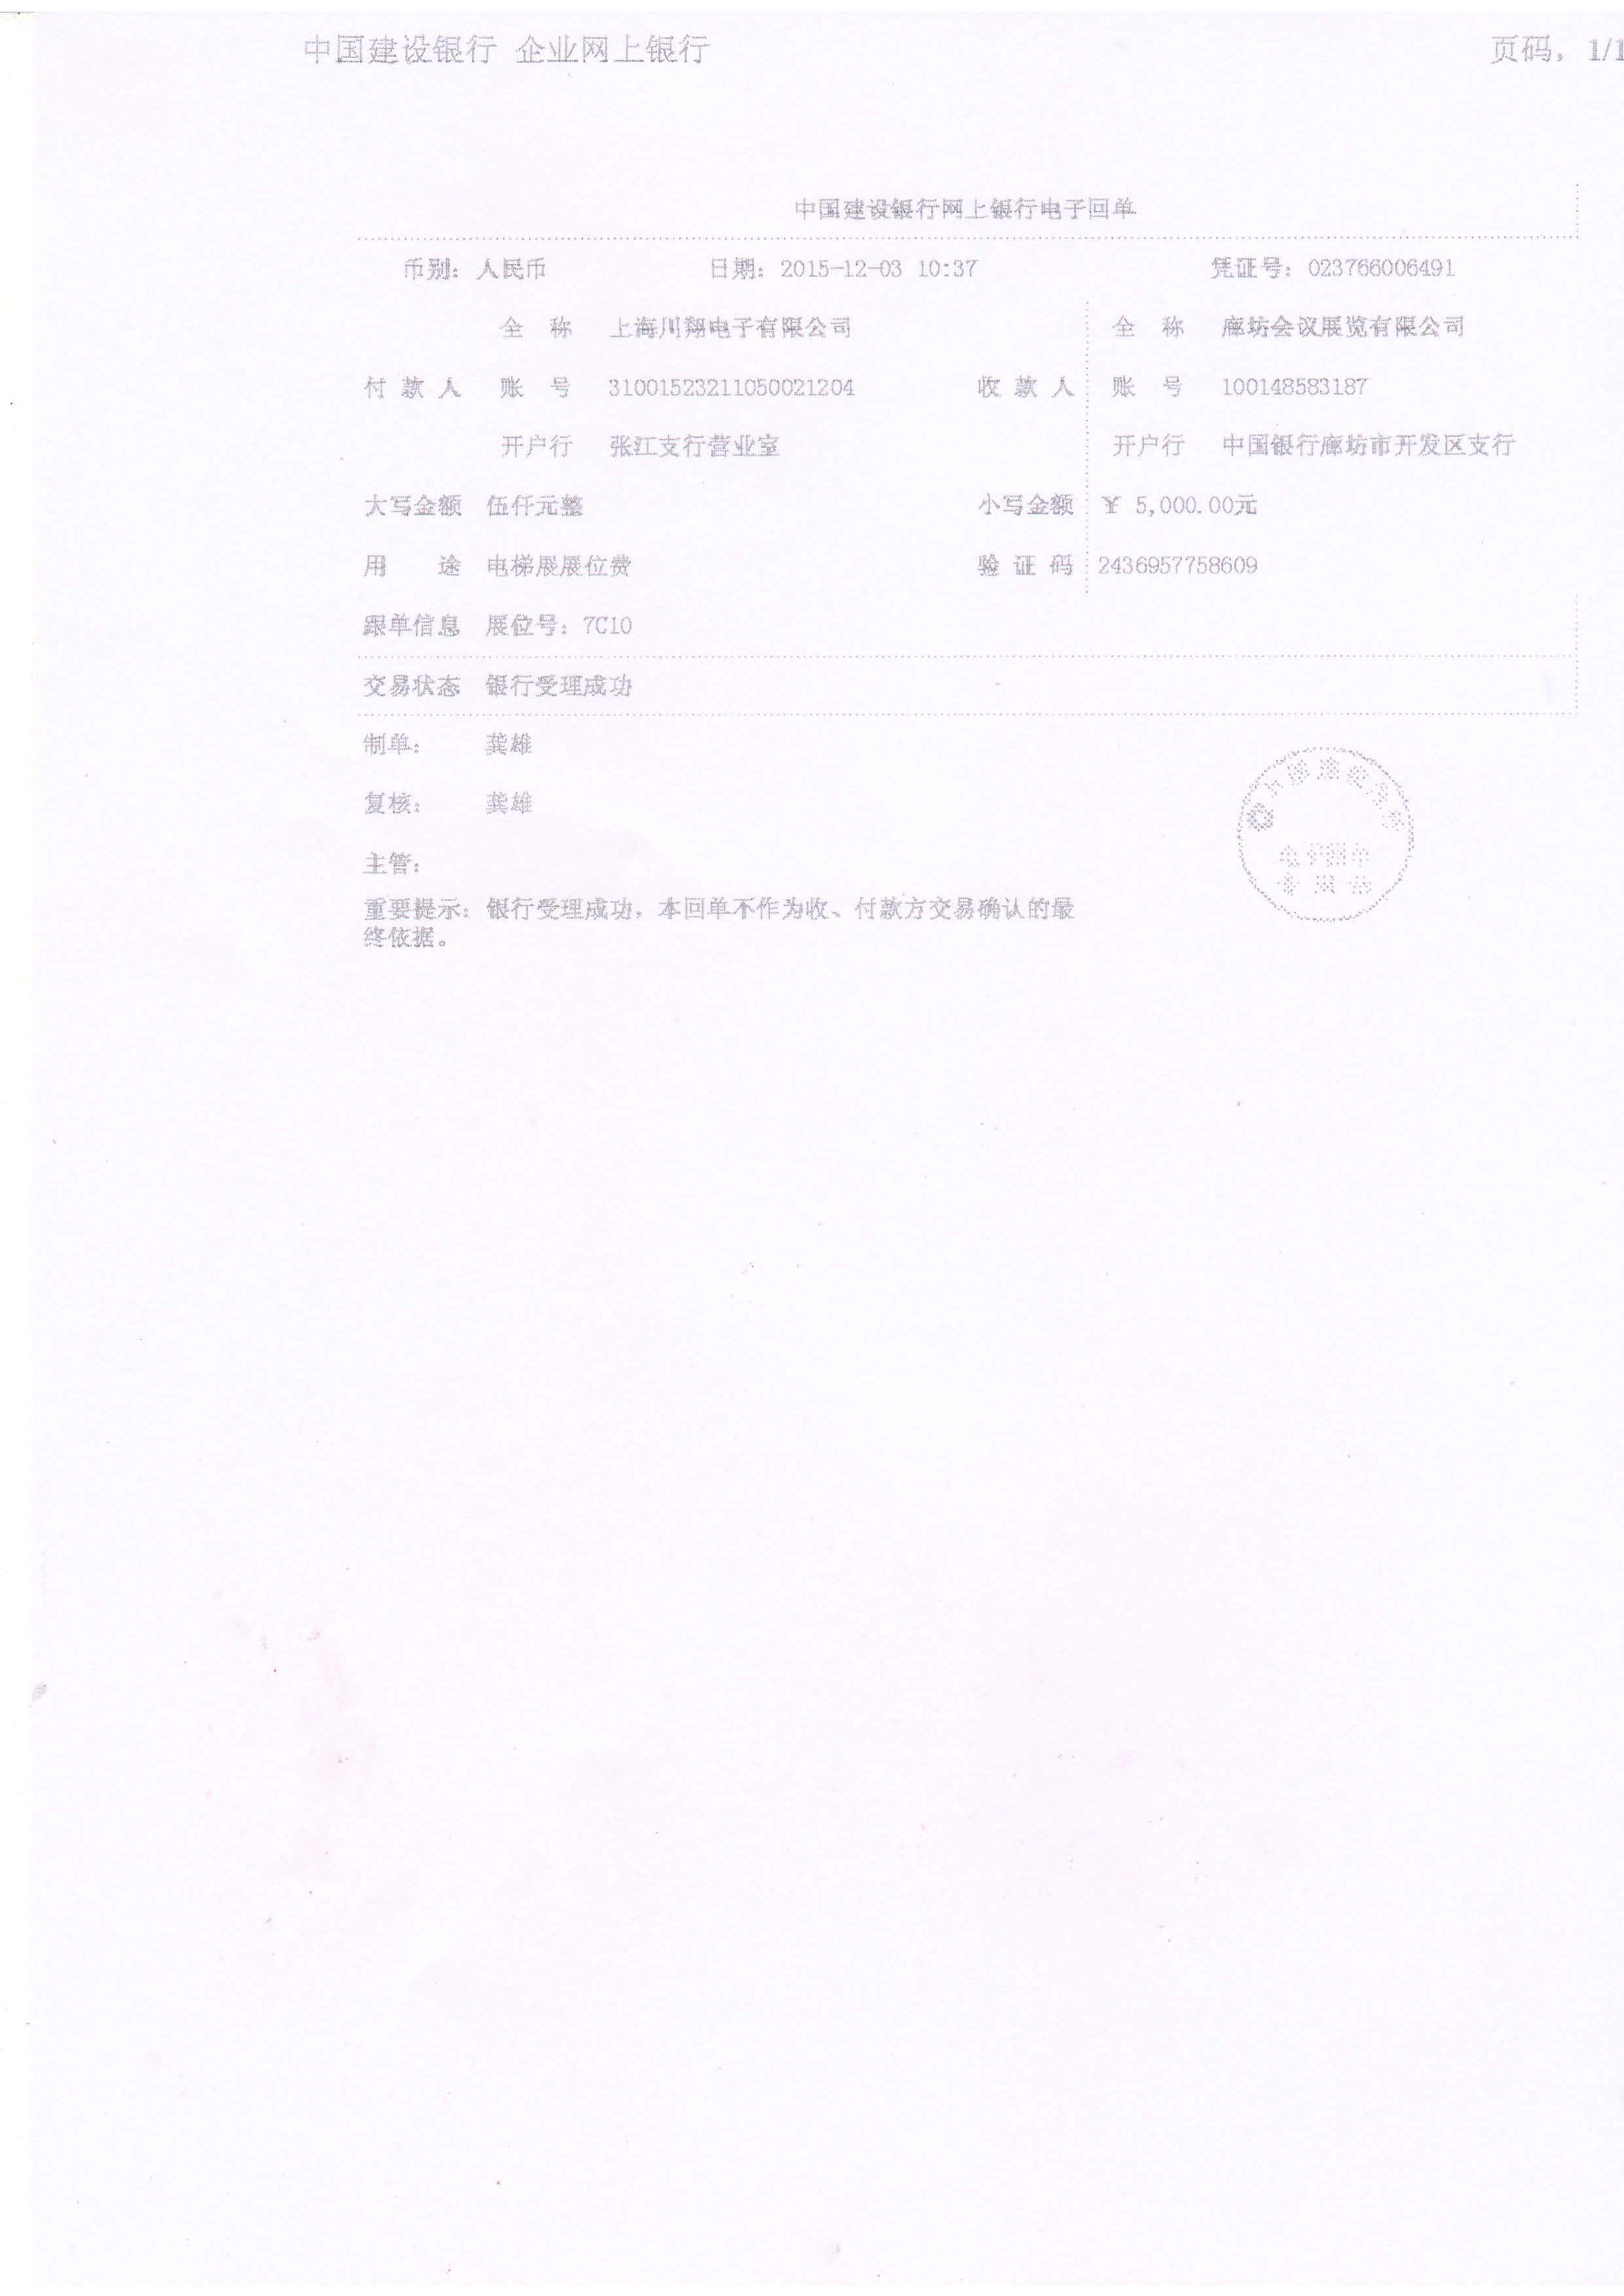 中国建设银行 企业网上银行 页码，1/1
中国建设银行网上银行电子回单
币别：人民币 日期：2015-12-03 10:37 凭证号：023766006491
全 称 上海川翔电子有限公司 全 称 廊坊会议展览有限公司
付 款 人 账 号 31001523211050021204 收 款 人 账 号 100148583187
开户行 张江支行营业室 开户行 中国银行廊坊市开发区支行
大写金额 伍仟元整 小写金额 ¥ 5,000.00元
用 途 电梯展展位费 验 证 码 2436957758609
跟单信息 展位号：7C10
交易状态 银行受理成功
制单： 龚雄
复核： 龚雄
主管：
重要提示：银行受理成功，本回单不作为收、付款方交易确认的最
终依据。
电子回单
专用章